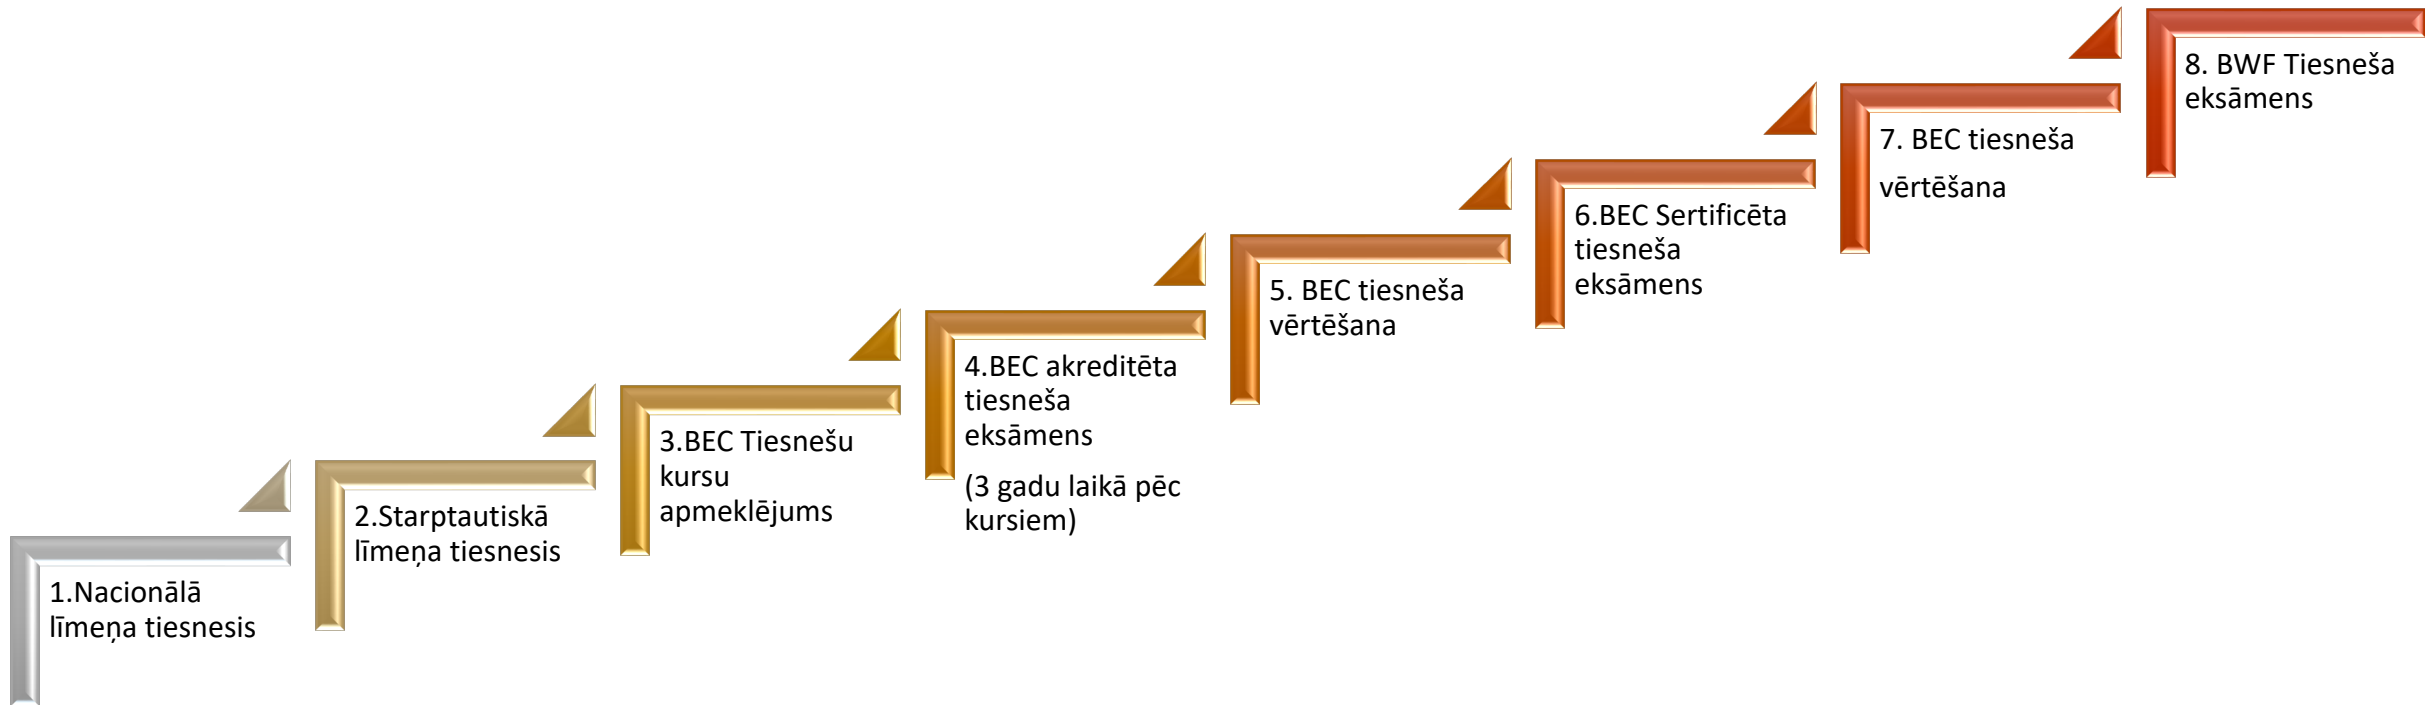 1.Nacionālā
līmeņa tiesnesis
2.Starptautiskā
līmeņa tiesnesis
3.BEC Tiesnešu
kursu
apmeklējums
4.BEC akreditēta
tiesneša
eksāmens
(3 gadu laikā pēc
kursiem)
5. BEC tiesneša
vērtēšana
6.BEC Sertificēta
tiesneša
eksāmens
7. BEC tiesneša
vērtēšana
8. BWF Tiesneša
eksāmens